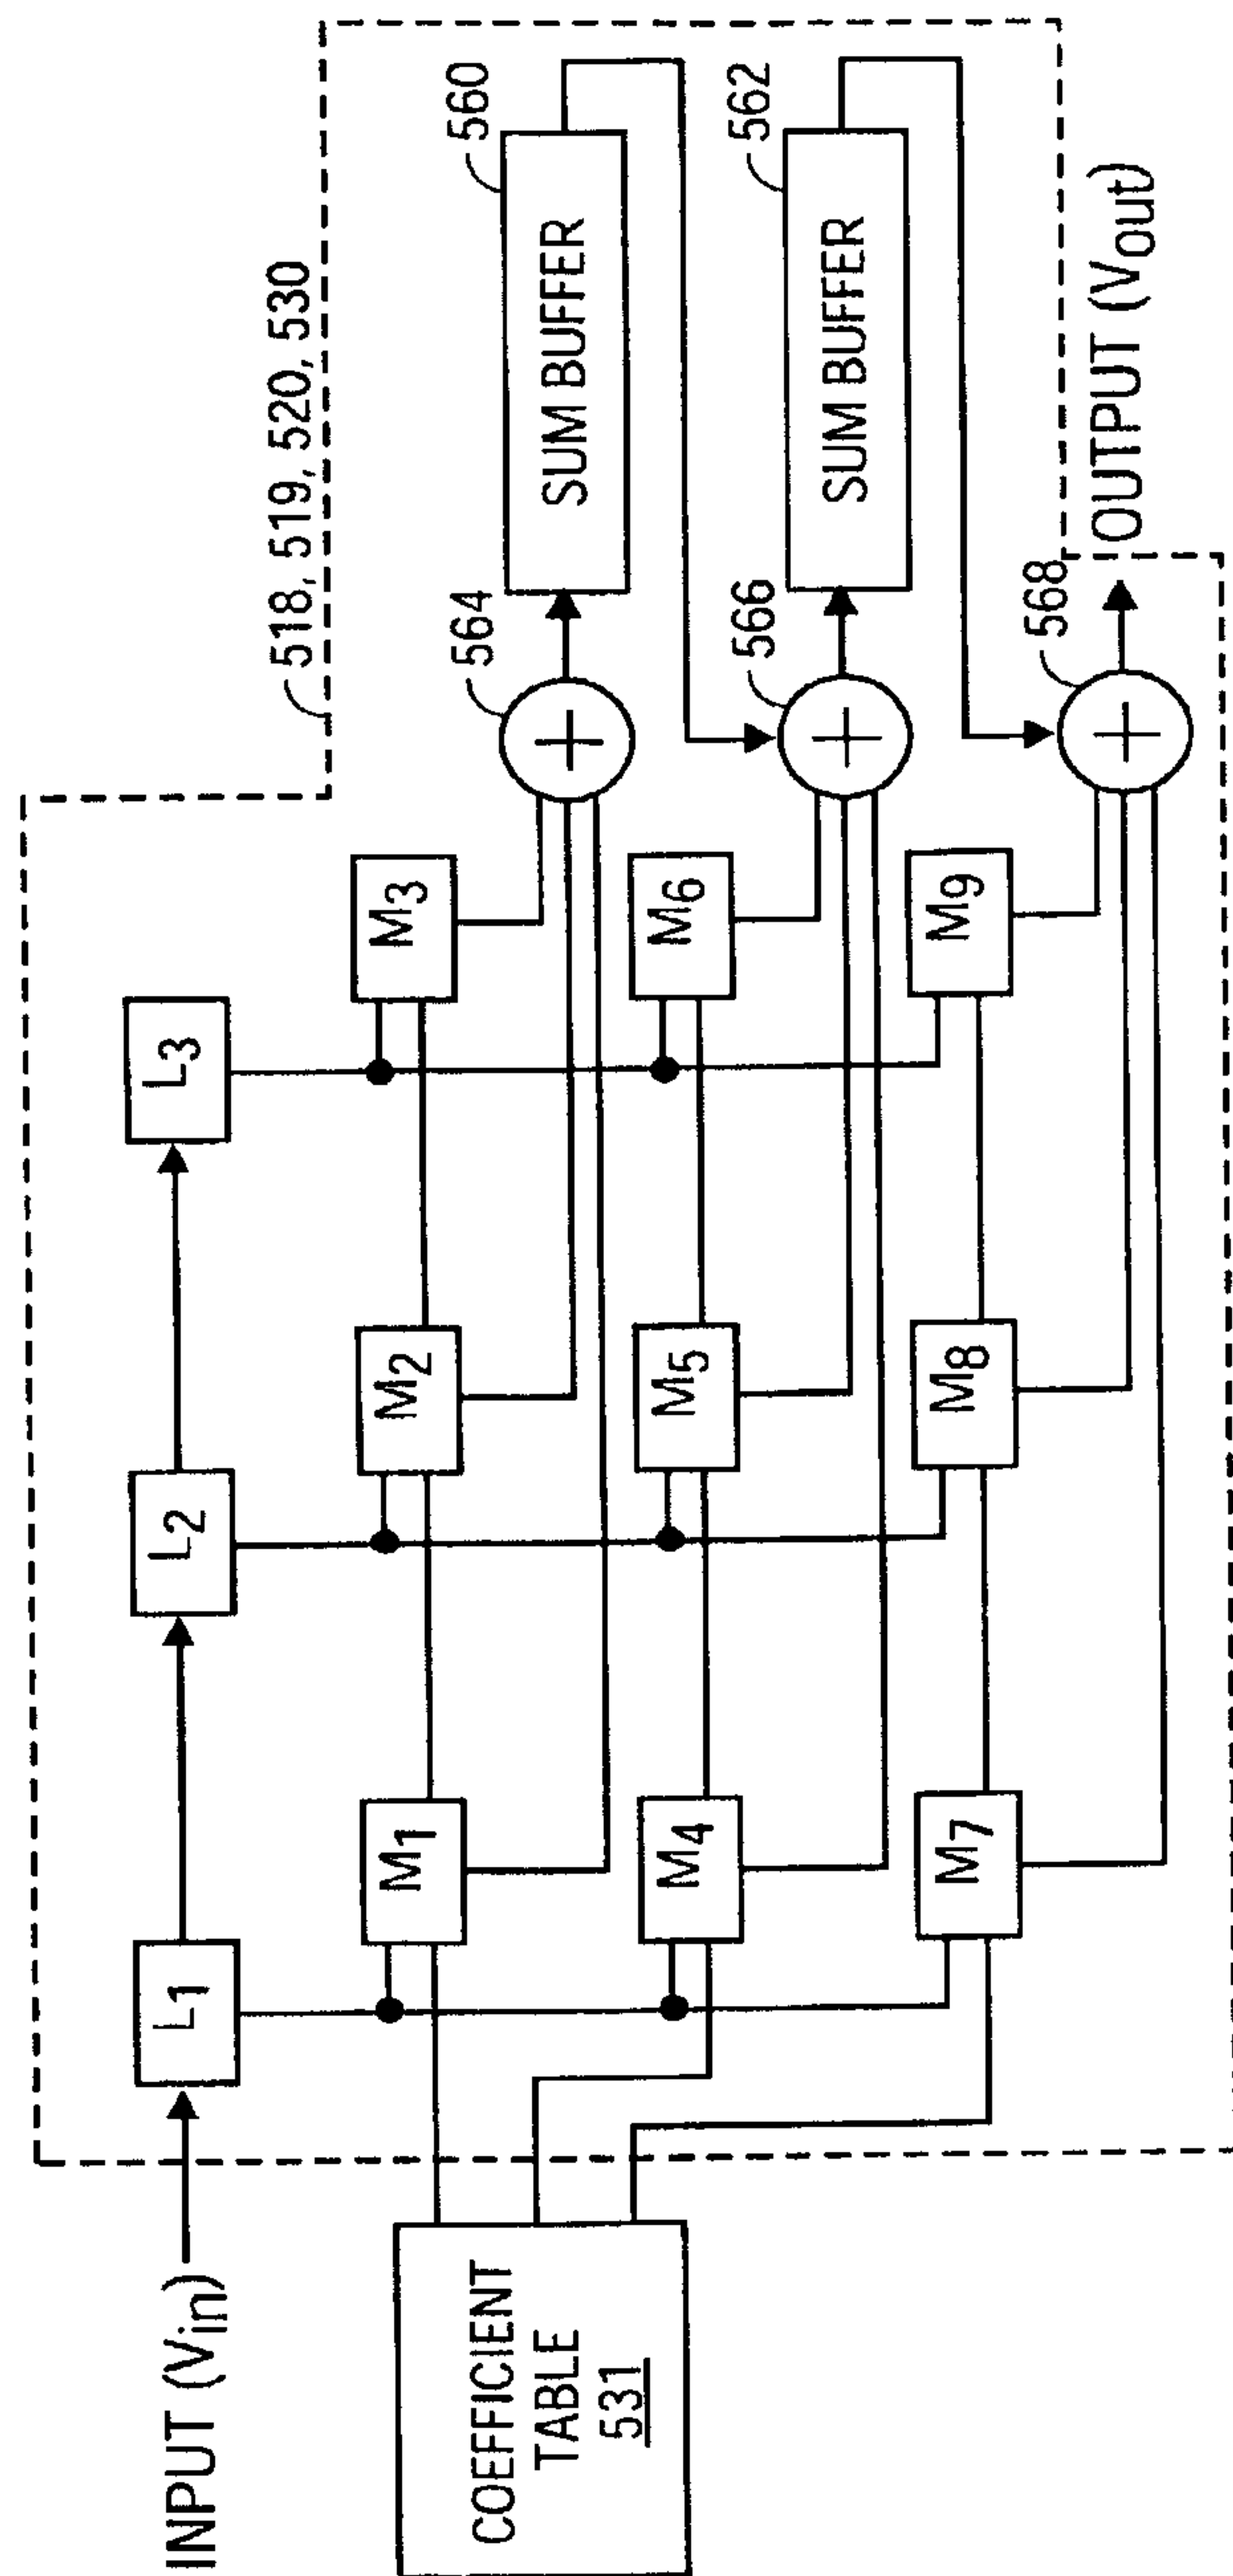 518, 519, 520, 530
INPUT (Vin)
L1
L2
L3
COEFFICIENT
TABLE
531
M1
M2
M3
564
SUM BUFFER
560
M4
M5
M6
566
SUM BUFFER
562
M7
M8
M9
568
OUTPUT (Vout)